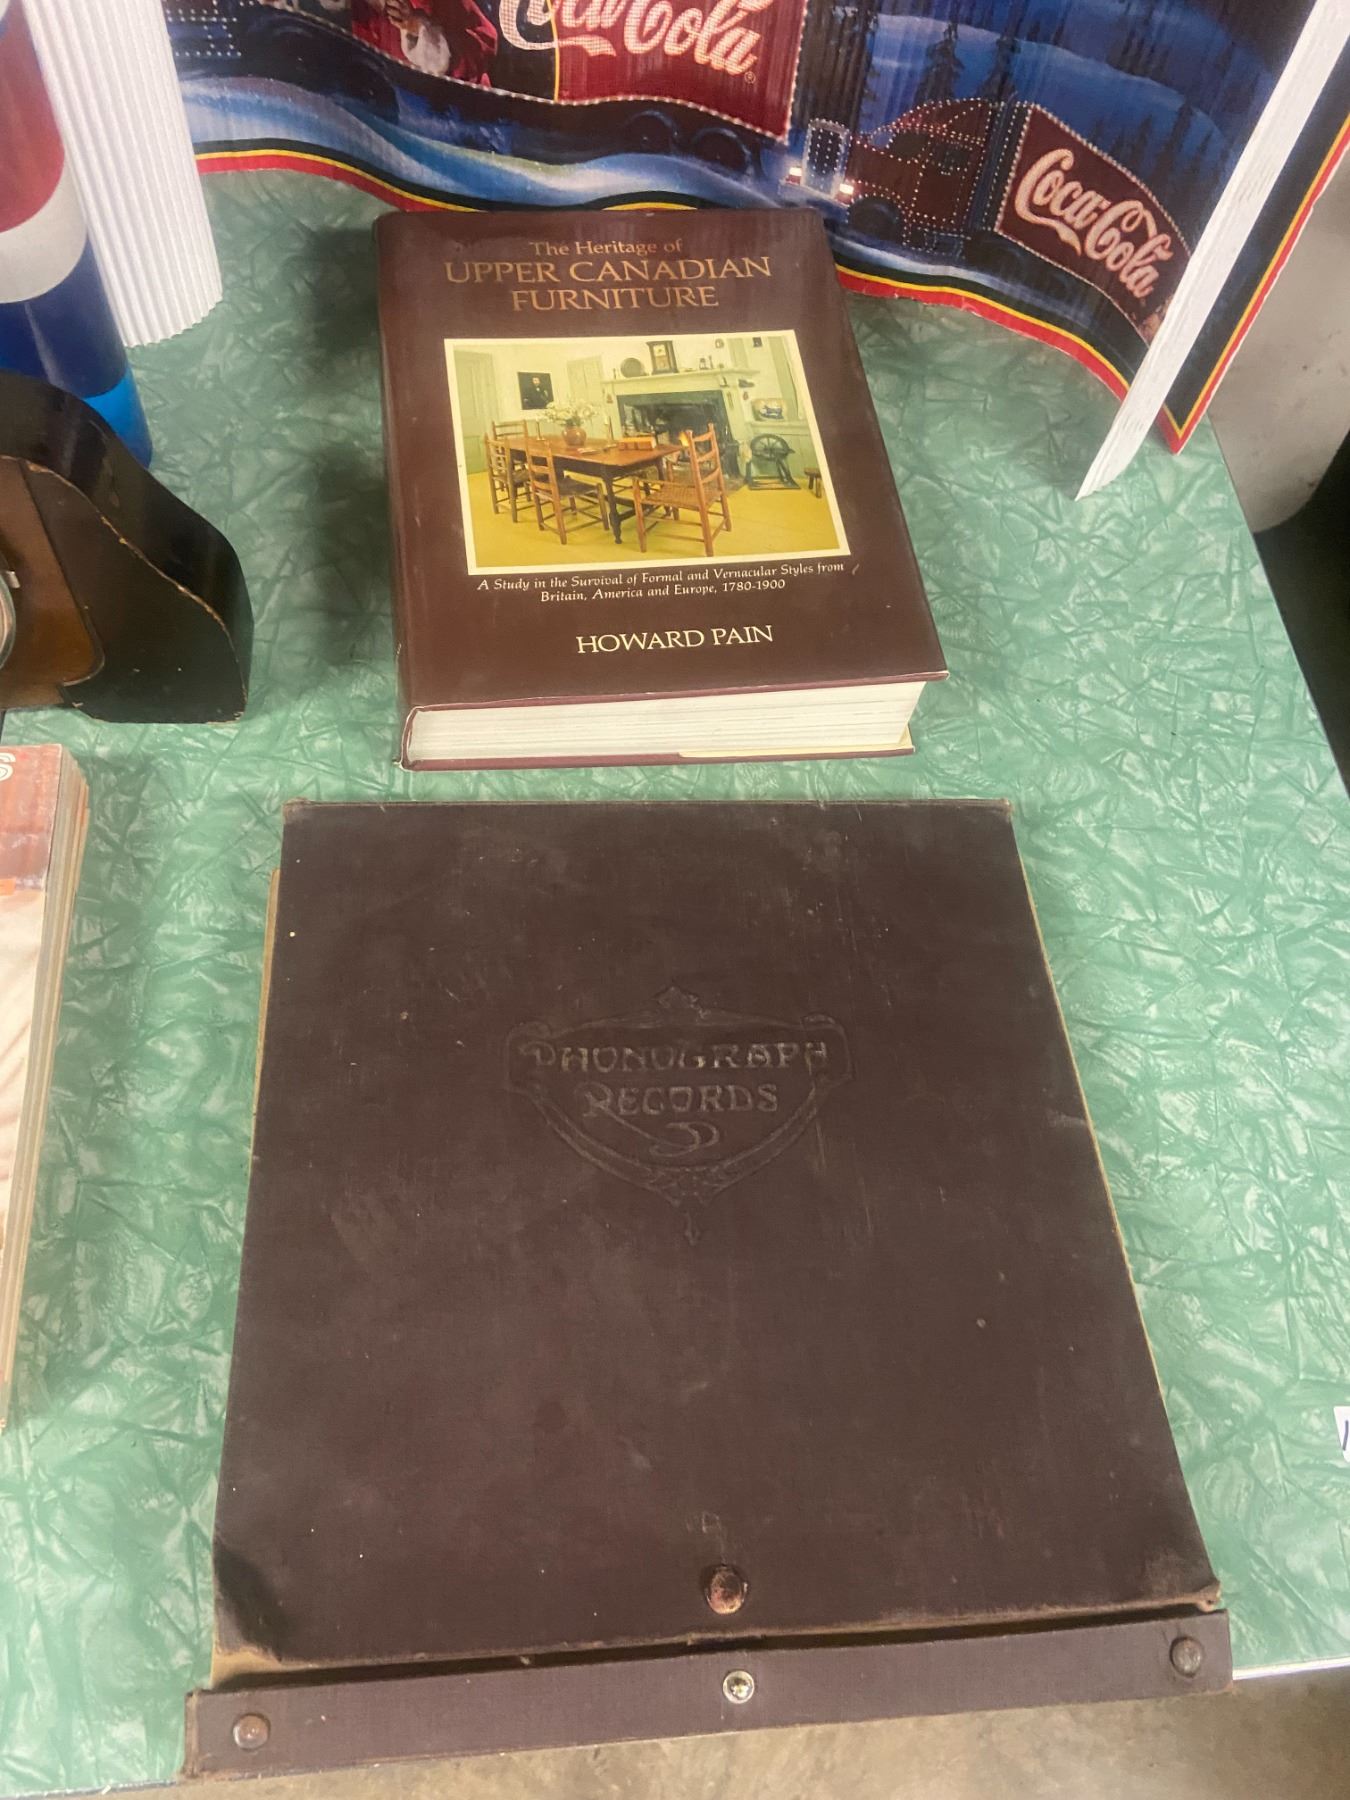 Coca-Cola
Coca-Cola
The Heritage of
UPPER CANADIAN
FURNITURE
A Study in the Survival of Formal and Vernacular Styles from
Britain, America and Europe, 1780-1900
HOWARD PAIN
PHONOGRAPH
RECORDS